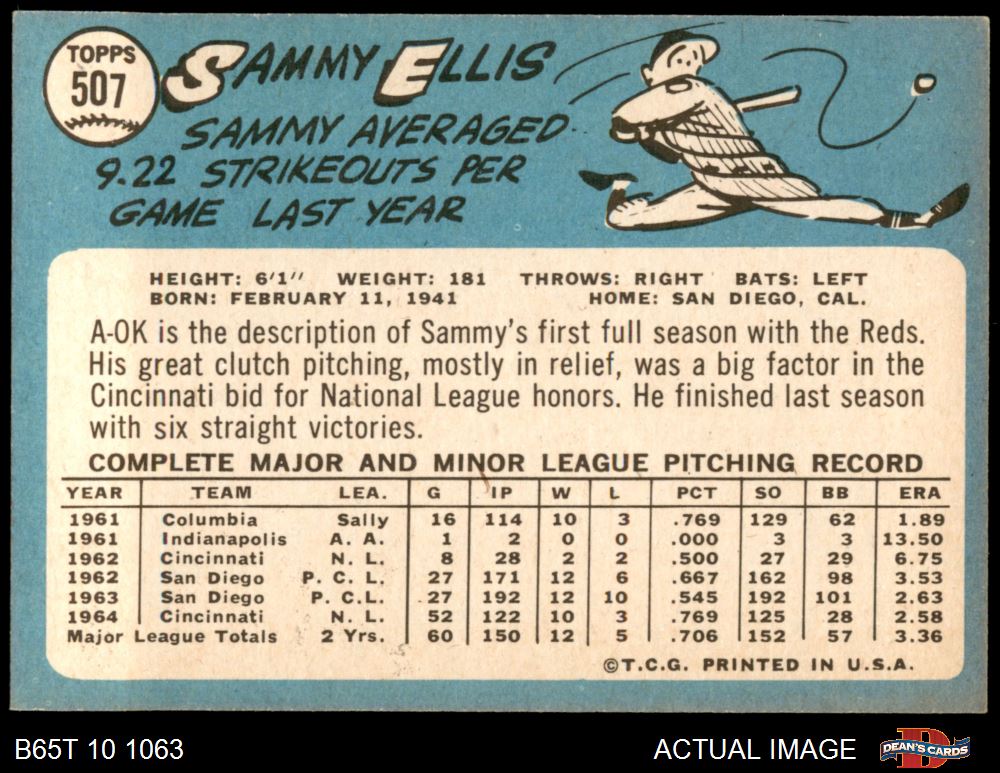 TOPPS
507
SAMMY ELLIS
SAMMY AVERAGED
9.22 STRIKEOUTS PER
GAME LAST YEAR
HEIGHT: 6'1" WEIGHT: 181 THROWS: RIGHT BATS: LEFT
BORN: FEBRUARY 11, 1941 HOME: SAN DIEGO, CAL.
A-OK is the description of Sammy's first full season with the Reds.
His great clutch pitching, mostly in relief, was a big factor in the
Cincinnati bid for National League honors. He finished last season
with six straight victories.
COMPLETE MAJOR AND MINOR LEAGUE PITCHING RECORD
YEAR TEAM LEA. G IP W L PCT SO BB ERA
1961 Columbia Sally 16 114 10 3 .769 129 62 1.89
1961 Indianapolis A. A. 1 2 0 0 .000 3 3 13.50
1962 Cincinnati N. L. 8 28 2 2 .500 27 29 6.75
1962 San Diego P. C. L. 27 171 12 6 .667 162 98 3.53
1963 San Diego P. C.L. 27 192 12 10 .545 192 101 2.63
1964 Cincinnati N. L. 52 122 10 3 .769 125 28 2.58
Major League Totals 2 Yrs. 60 150 12 5 .706 152 57 3.36
©T.C.G. PRINTED IN U.S.A.
B65T 10 1063 ACTUAL IMAGE DEAN'S CARDS